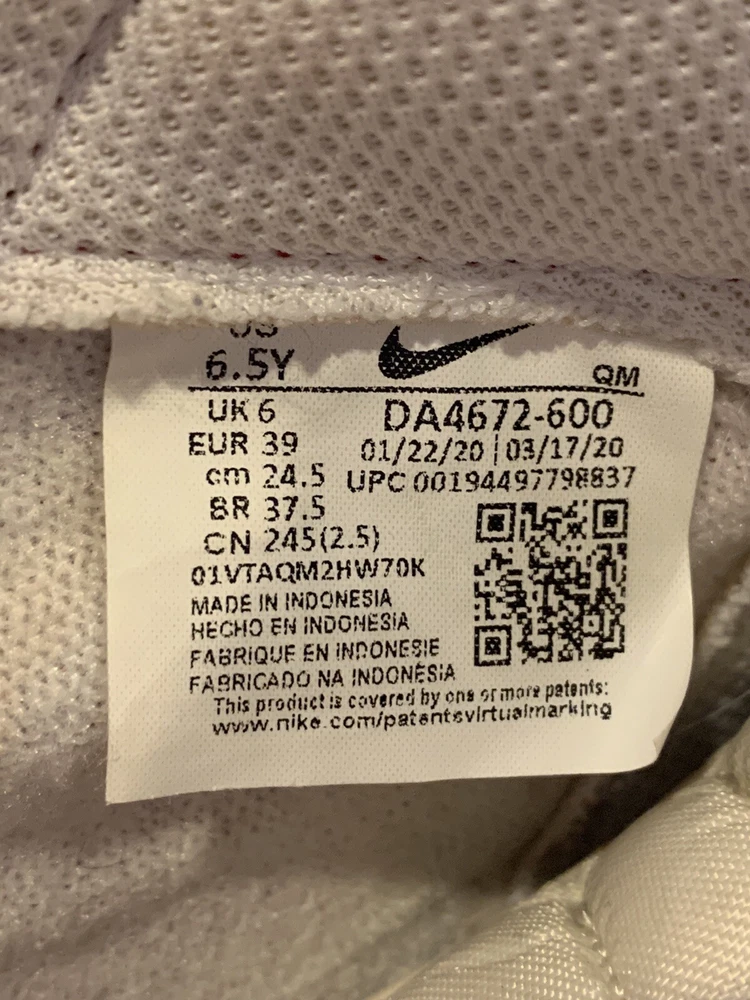 US
6.5Y
QM
UK 6
EUR 39
cm 24.5
BR 37.5
CN 245(2.5)
DA4672-600
01/22/20 | 03/17/20
UPC 00194497798837
01VTAQM2HW70K
MADE IN INDONESIA
HECHO EN INDONESIA
FABRIQUE EN INDONESIE
FABRICADO NA INDONÉSIA
This product is covered by one or more patents:
www.nike.com/patentsvirtualmarking